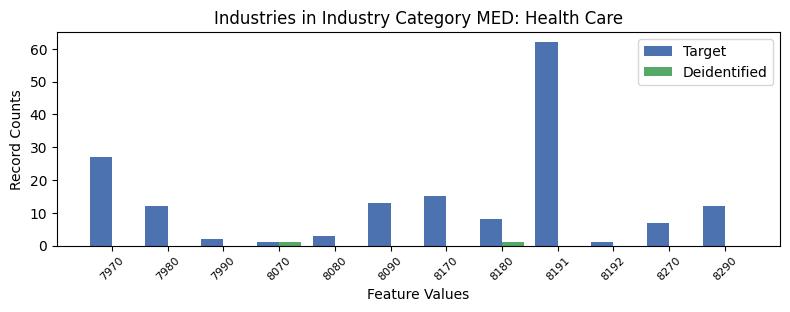 Industries in Industry Category MED: Health Care
Target
Deidentified
Record Counts
60
50
40
30
20
10
0
7970 7980 7990 8070 8080 8090 8170 8180 8191 8192 8270 8290
Feature Values